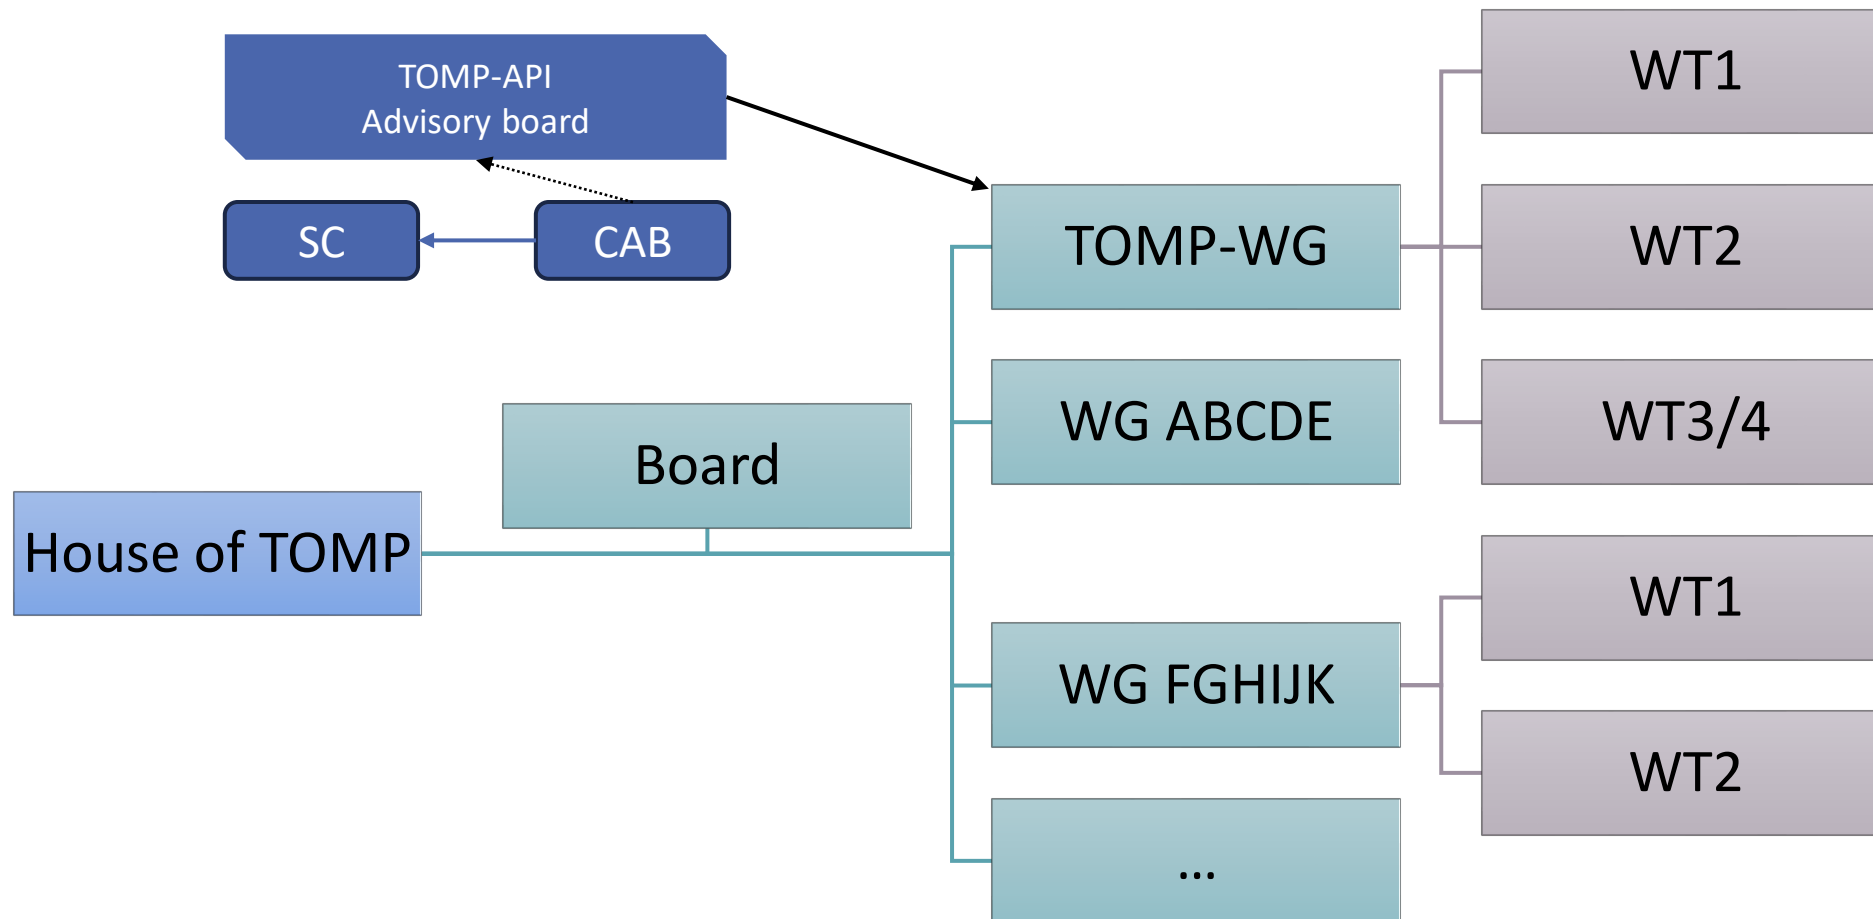 TOMP-API
Advisory board
SC
CAB
House of TOMP
Board
TOMP-WG
WG ABCDE
WG FGHIJK
...
WT1
WT2
WT3/4
WT1
WT2